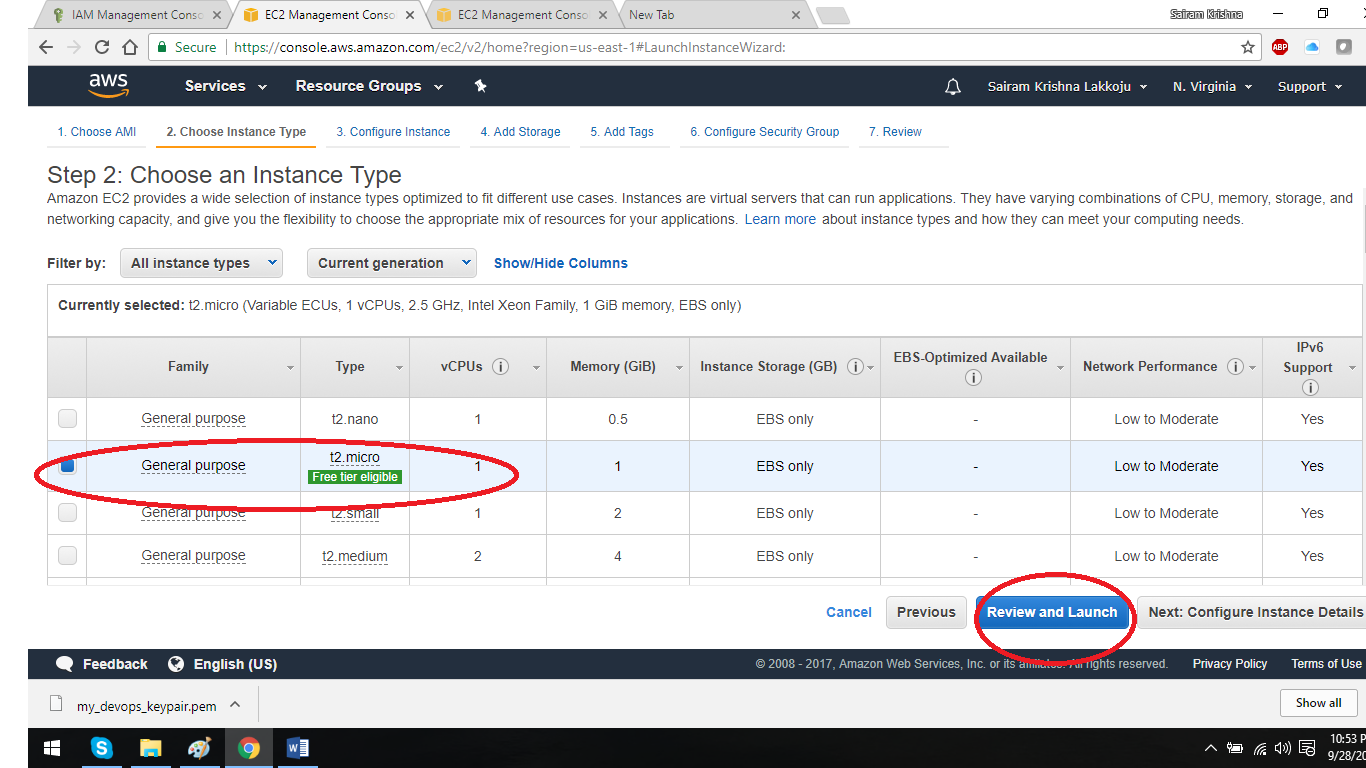 IAM Management Conso
EC2 Management Conso
EC2 Management Conso
New Tab
Sairam Krishna
Secure
https://console.aws.amazon.com/ec2/v2/home?region=us-east-1#LaunchInstanceWizard:
ABP
aws
Services
Resource Groups
Sairam Krishna Lakkoju
N. Virginia
Support
1. Choose AMI
2. Choose Instance Type
3. Configure Instance
4. Add Storage
5. Add Tags
6. Configure Security Group
7. Review
Step 2: Choose an Instance Type
Amazon EC2 provides a wide selection of instance types optimized to fit different use cases. Instances are virtual servers that can run applications. They have varying combinations of CPU, memory, storage, and
networking capacity, and give you the flexibility to choose the appropriate mix of resources for your applications. Learn more about instance types and how they can meet your computing needs.
Filter by: All instance types Current generation Show/Hide Columns
Currently selected: t2.micro (Variable ECUs, 1 vCPUs, 2.5 GHz, Intel Xeon Family, 1 GiB memory, EBS only)
Family Type vCPUs i Memory (GiB) Instance Storage (GB) i EBS-Optimized Available i Network Performance i IPv6 Support i
General purpose t2.nano 1 0.5 EBS only - Low to Moderate Yes
General purpose t2.micro Free tier eligible 1 1 EBS only - Low to Moderate Yes
General purpose t2.small 1 2 EBS only - Low to Moderate Yes
General purpose t2.medium 2 4 EBS only - Low to Moderate Yes
Cancel Previous Review and Launch Next: Configure Instance Details
Feedback English (US)
© 2008 - 2017, Amazon Web Services, Inc. or its affiliates. All rights reserved. Privacy Policy Terms of Use
my_devops_keypair.pem
Show all
10:53 P
9/28/20